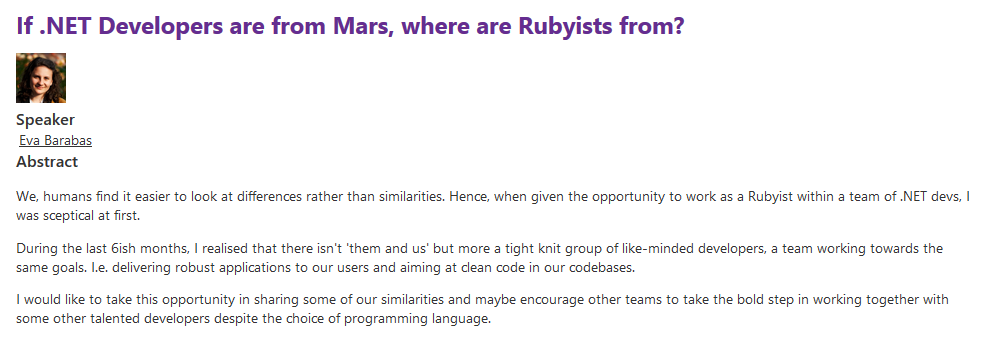 If .NET Developers are from Mars, where are Rubyists from?
Speaker
Eva Barabas
Abstract
We, humans find it easier to look at differences rather than similarities. Hence, when given the opportunity to work as a Rubyist within a team of .NET devs, I
was sceptical at first.
During the last 6ish months, I realised that there isn't 'them and us' but more a tight knit group of like-minded developers, a team working towards the
same goals. I.e. delivering robust applications to our users and aiming at clean code in our codebases.
I would like to take this opportunity in sharing some of our similarities and maybe encourage other teams to take the bold step in working together with
some other talented developers despite the choice of programming language.